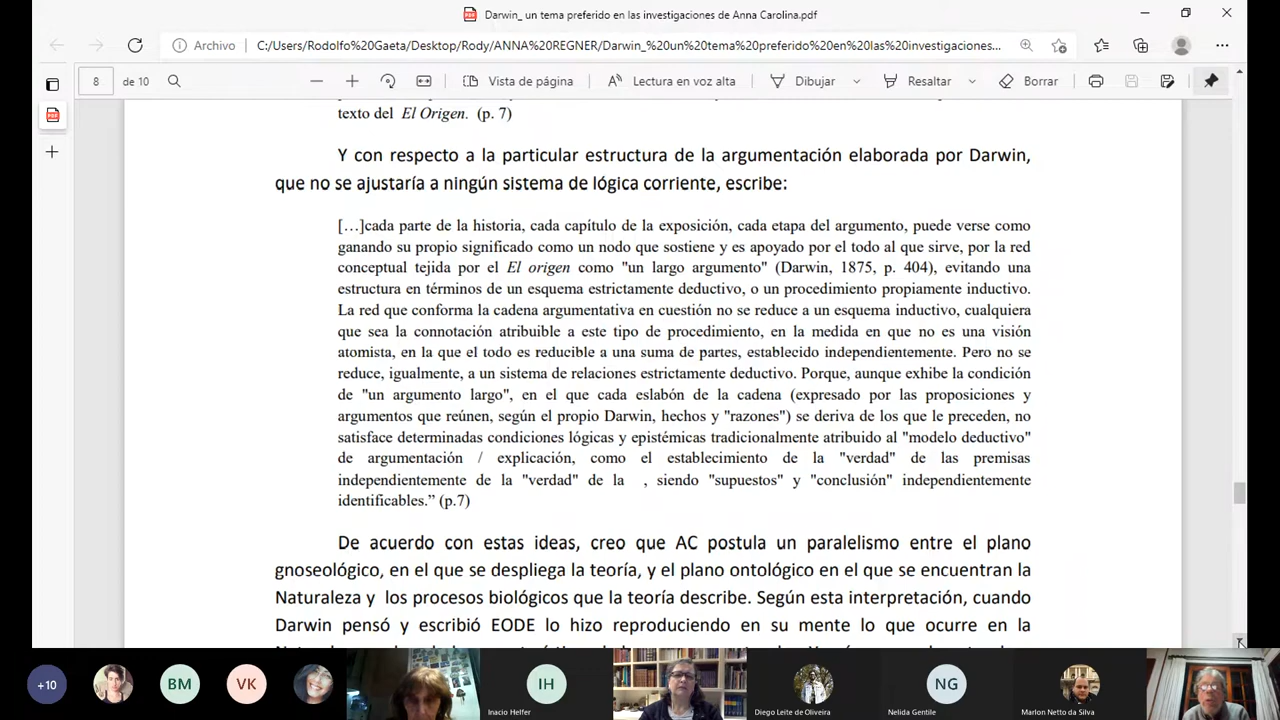 Darwin_ un tema preferido en las investigaciones de Anna Carolina.pdf
Archivo
C:/Users/Rodolfo%20Gaeta/Desktop/Rody/ANNA%20REGNER/Darwin_%20un%20tema%20preferido%20en%20las%20investigaciones...
8 de 10
Vista de página
Lectura en voz alta
Dibujar
Resaltar
Borrar
texto del El Origen. (p. 7)
Y con respecto a la particular estructura de la argumentación elaborada por Darwin,
que no se ajustaría a ningún sistema de lógica corriente, escribe:
[…]cada parte de la historia, cada capítulo de la exposición, cada etapa del argumento, puede verse como
ganando su propio significado como un nodo que sostiene y es apoyado por el todo al que sirve, por la red
conceptual tejida por el El origen como "un largo argumento" (Darwin, 1875, p. 404), evitando una
estructura en términos de un esquema estrictamente deductivo, o un procedimiento propiamente inductivo.
La red que conforma la cadena argumentativa en cuestión no se reduce a un esquema inductivo, cualquiera
que sea la connotación atribuible a este tipo de procedimiento, en la medida en que no es una visión
atomista, en la que el todo es reducible a una suma de partes, establecido independientemente. Pero no se
reduce, igualmente, a un sistema de relaciones estrictamente deductivo. Porque, aunque exhibe la condición
de "un argumento largo", en el que cada eslabón de la cadena (expresado por las proposiciones y
argumentos que reúnen, según el propio Darwin, hechos y "razones") se deriva de los que le preceden, no
satisface determinadas condiciones lógicas y epistémicas tradicionalmente atribuido al "modelo deductivo"
de argumentación / explicación, como el establecimiento de la "verdad" de las premisas
independientemente de la "verdad" de la , siendo "supuestos" y "conclusión" independientemente
identificables.” (p.7)
De acuerdo con estas ideas, creo que AC postula un paralelismo entre el plano
gnoseológico, en el que se despliega la teoría, y el plano ontológico en el que se encuentran la
Naturaleza y los procesos biológicos que la teoría describe. Según esta interpretación, cuando
Darwin pensó y escribió EODE lo hizo reproduciendo en su mente lo que ocurre en la
+10
BM
VK
IH
NG
Inacio Helfer
Diego Leite de Oliveira
Nelida Gentile
Marlon Netto da Silva